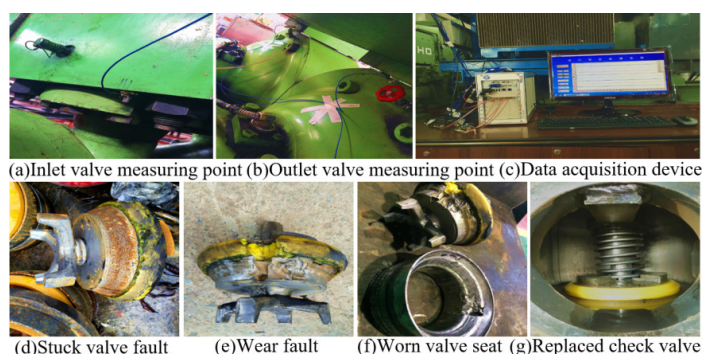 HO
(a)Inlet valve measuring point (b)Outlet valve measuring point (c)Data acquisition device
(d)Stuck valve fault (e)Wear fault (f)Worn valve seat (g)Replaced check valve